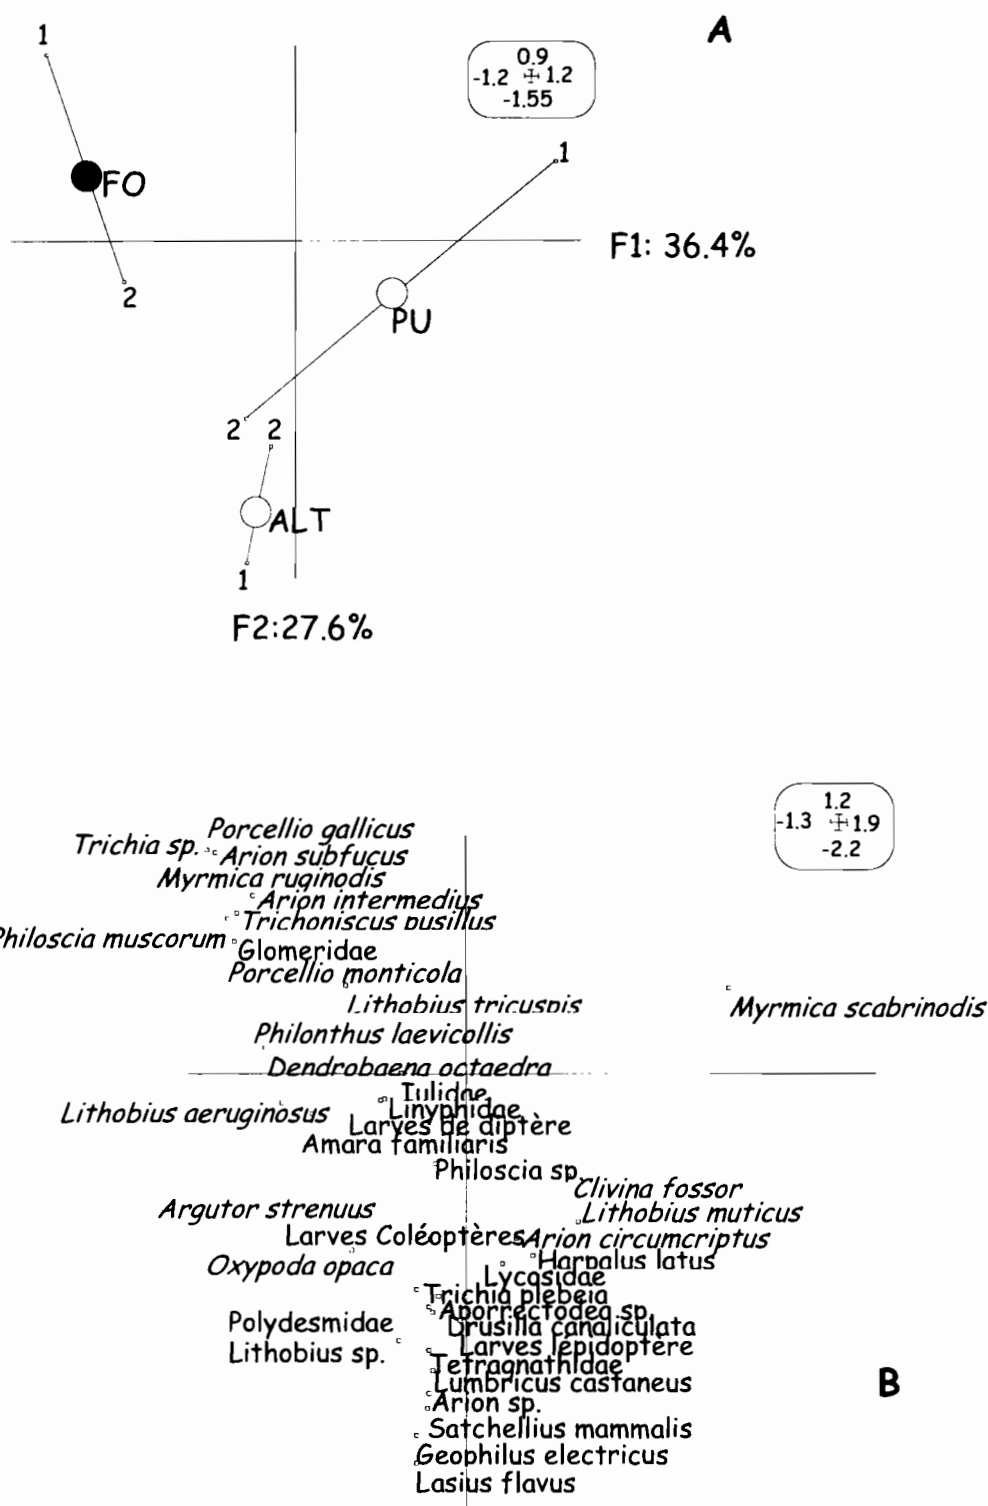 A
1
0.9
-1.2 1.2
-1.55
1
FO
F1: 36.4%
2
PU
2 2
ALT
1
F2:27.6%
1.2
-1.3 1.9
-2.2
Porcellio gallicus
Trichia sp.
Arion subfucus
Myrmica ruginodis
Arion intermedius
Trichoniscus pusillus
Philoscia muscorum
Glomeridae
Porcellio monticola
Lithobius tricuspis
Myrmica scabrinodis
Philonthus laevicollis
Dendrobaena octaedra
Iulidae
Linyphidae
Lithobius aeruginosus
Larves de diptère
Amara familiaris
Philoscia sp.
Clivina fossor
Argutor strenuus
Lithobius muticus
Larves Coléoptères
Arion circumcriptus
Harpalus latus
Oxypoda opaca
Lycosidae
Trichia plebeia
Aporrectodea sp.
Polydesmidae
Drusilla canaliculata
Larves lépidoptère
Lithobius sp.
Tetragnathidae
Lumbricus castaneus
B
Arion sp.
Satchellius mammalis
Geophilus electricus
Lasius flavus